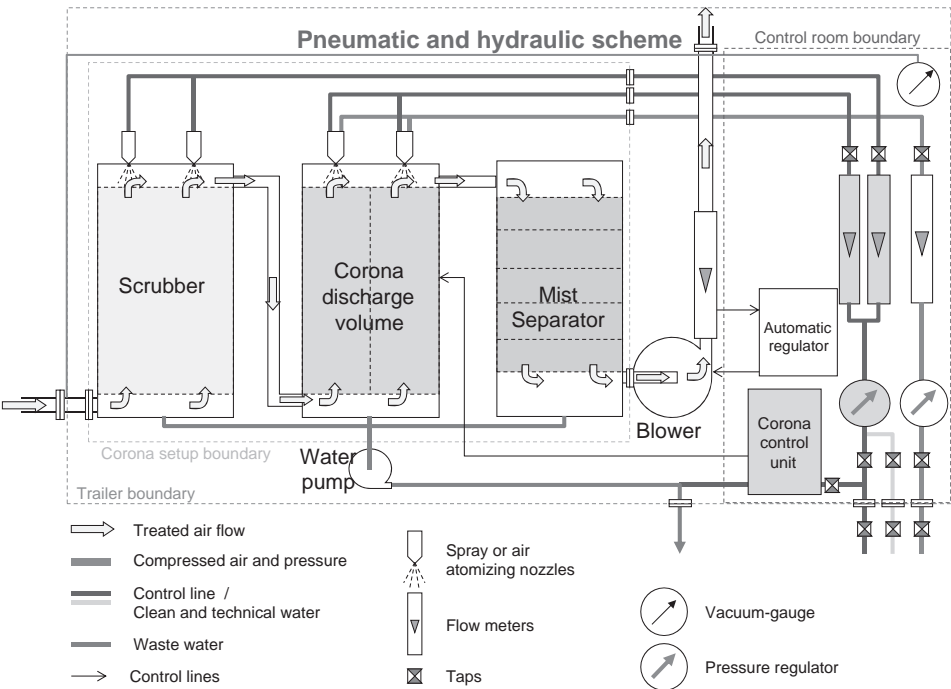 Pneumatic and hydraulic scheme
Control room boundary
Scrubber
Corona
discharge
volume
Mist
Separator
Automatic
regulator
Blower
Corona
control
unit
Corona setup boundary
Water
pump
Trailer boundary
Treated air flow
Compressed air and pressure
Control line /
Clean and technical water
Waste water
Control lines
Spray or air
atomizing nozzles
Flow meters
Taps
Vacuum-gauge
Pressure regulator